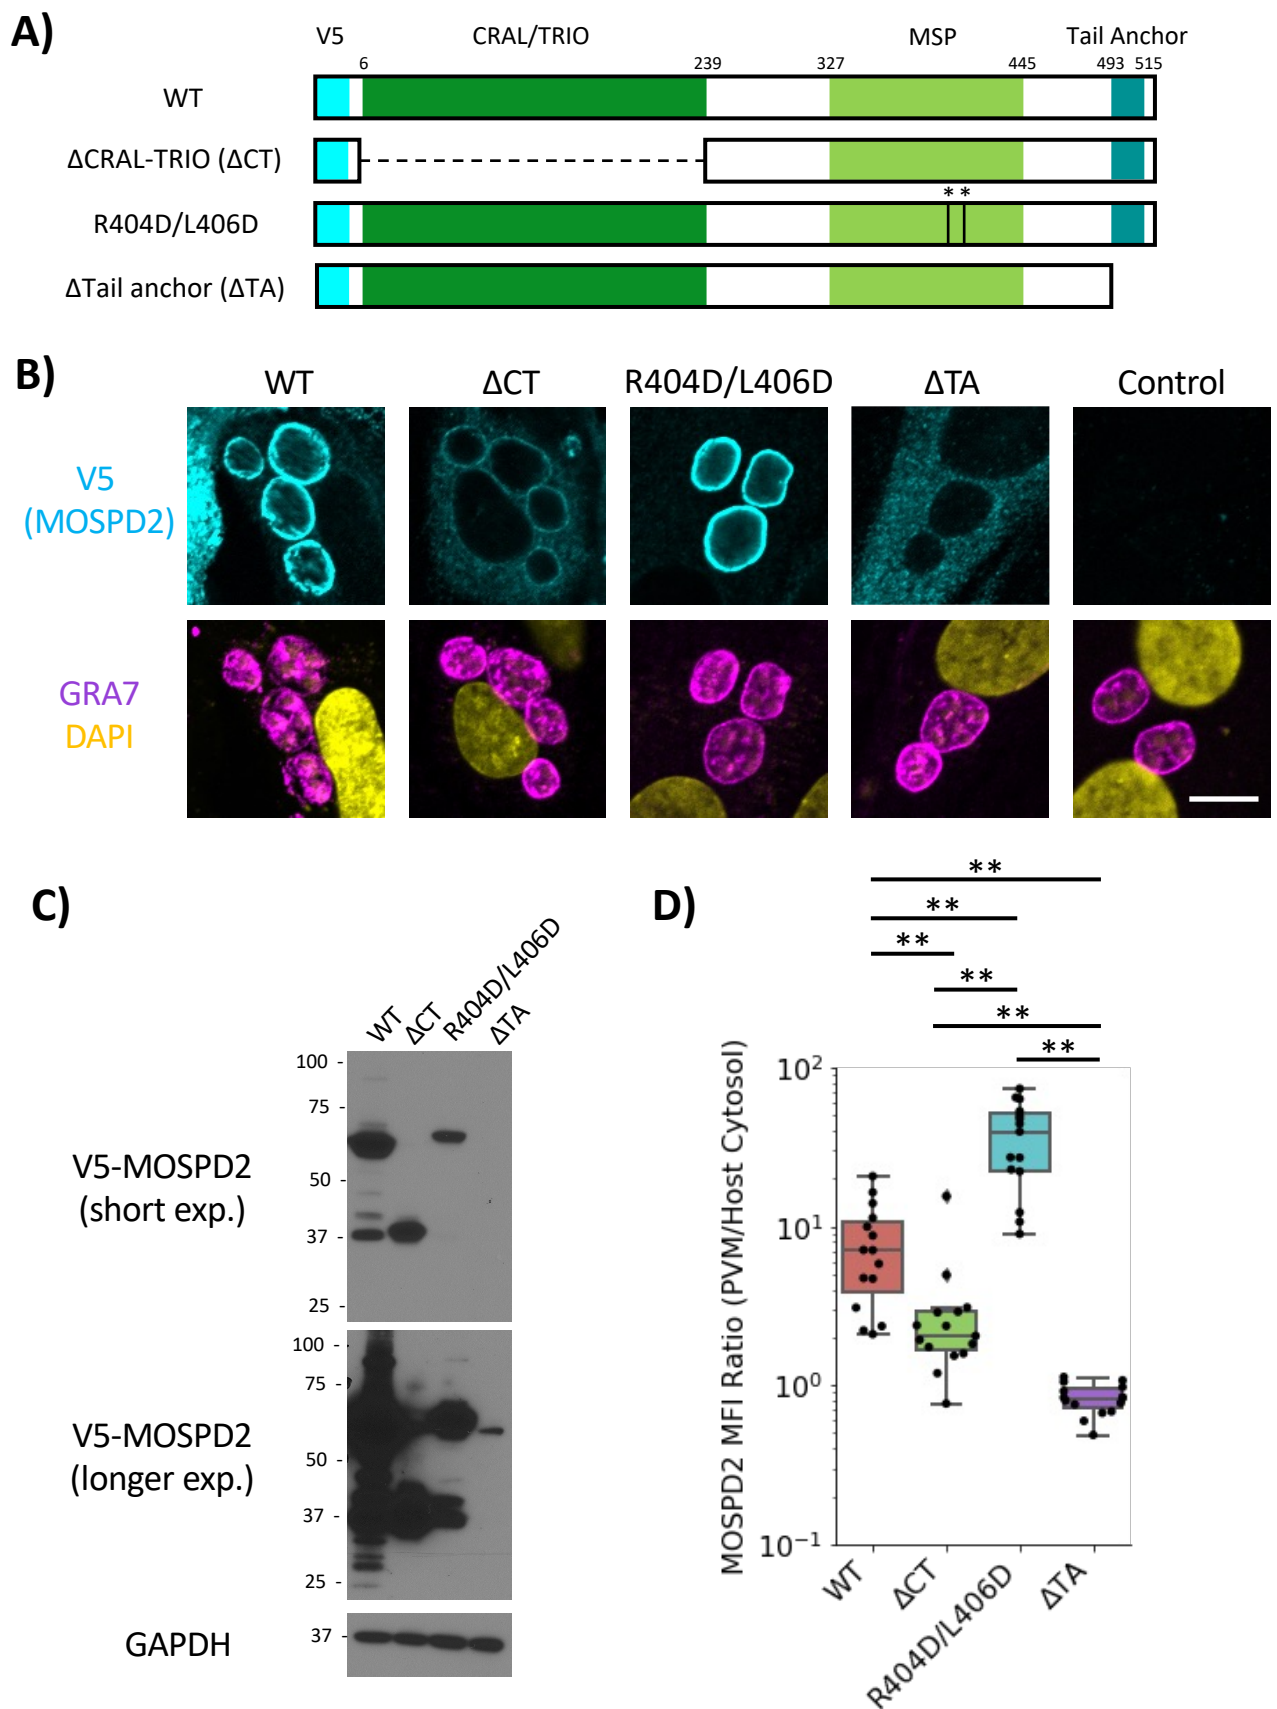 A)
V5 CRAL/TRIO MSP Tail Anchor
6 239 327 445 493 515
WT
ΔCRAL-TRIO (ΔCT)
* *
R404D/L406D
ΔTail anchor (ΔTA)
B)
WT ΔCT R404D/L406D ΔTA Control
V5
(MOSPD2)
GRA7
DAPI
C)
WT ΔCT R404D/L406D ΔTA
V5-MOSPD2
(short exp.)
100 -
75 -
50 -
37 -
25 -
V5-MOSPD2
(longer exp.)
100 -
75 -
50 -
37 -
25 -
GAPDH
37 -
D)
**
**
**
**
**
**
MOSPD2 MFI Ratio (PVM/Host Cytosol)
10²
10¹
10⁰
10⁻¹
WT ΔCT R404D/L406D ΔTA